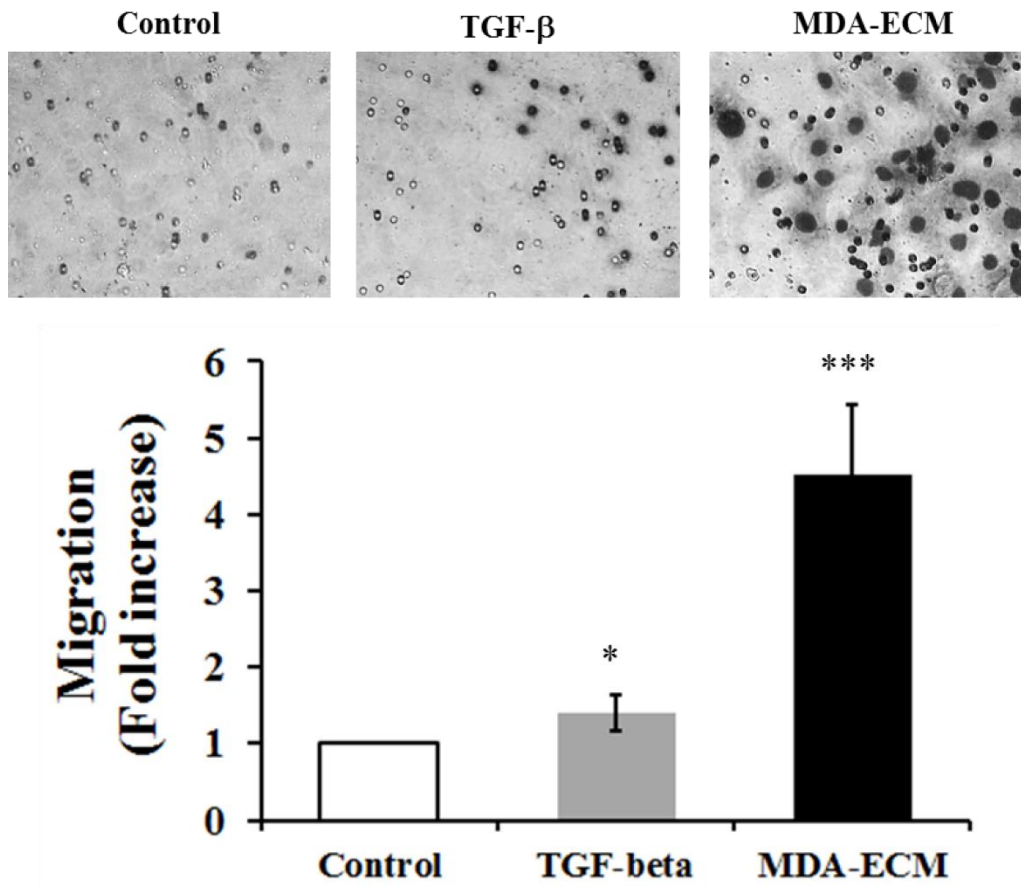 Control
TGF-β
MDA-ECM
Migration
(Fold increase)
6
5
4
3
2
1
0
***
*
Control
TGF-beta
MDA-ECM